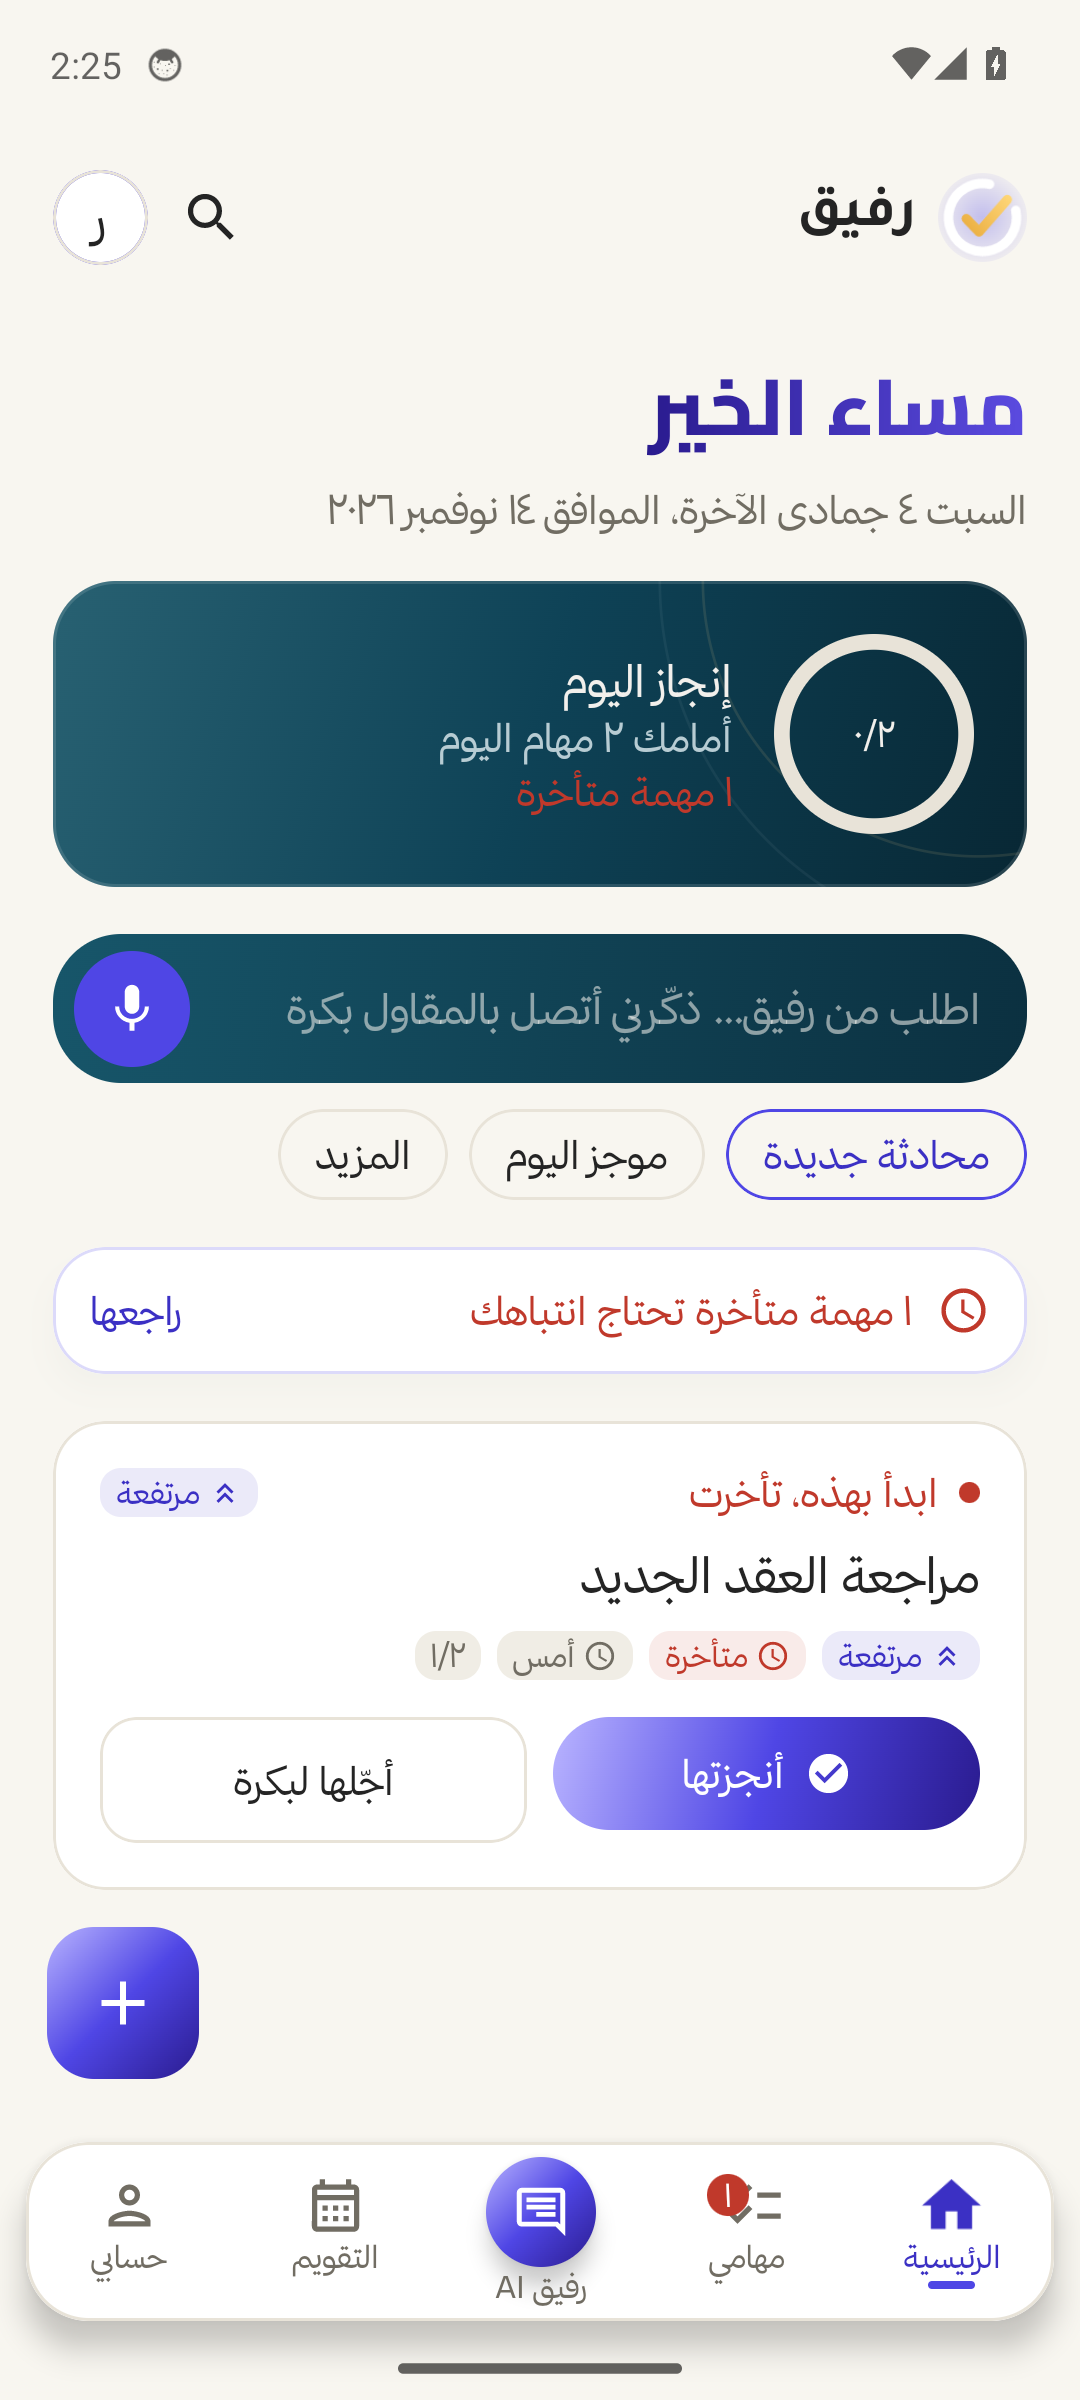 2:25
رفيق
ر
مساء الخير
السبت ٤ جمادى الآخرة، الموافق ١٤ نوفمبر ٢٠٢٦
٠/٢
إنجاز اليوم
أمامك ٢ مهام اليوم
١ مهمة متأخرة
اطلب من رفيق... ذكّرني أتصل بالمقاول بكرة
محادثة جديدة
موجز اليوم
المزيد
١ مهمة متأخرة تحتاج انتباهك
راجعها
ابدأ بهذه، تأخرت
مرتفعة
مراجعة العقد الجديد
مرتفعة
متأخرة
أمس
١/٢
أنجزتها
أجّلها لبكرة
الرئيسية
١
مهامي
رفيق AI
التقويم
حسابي